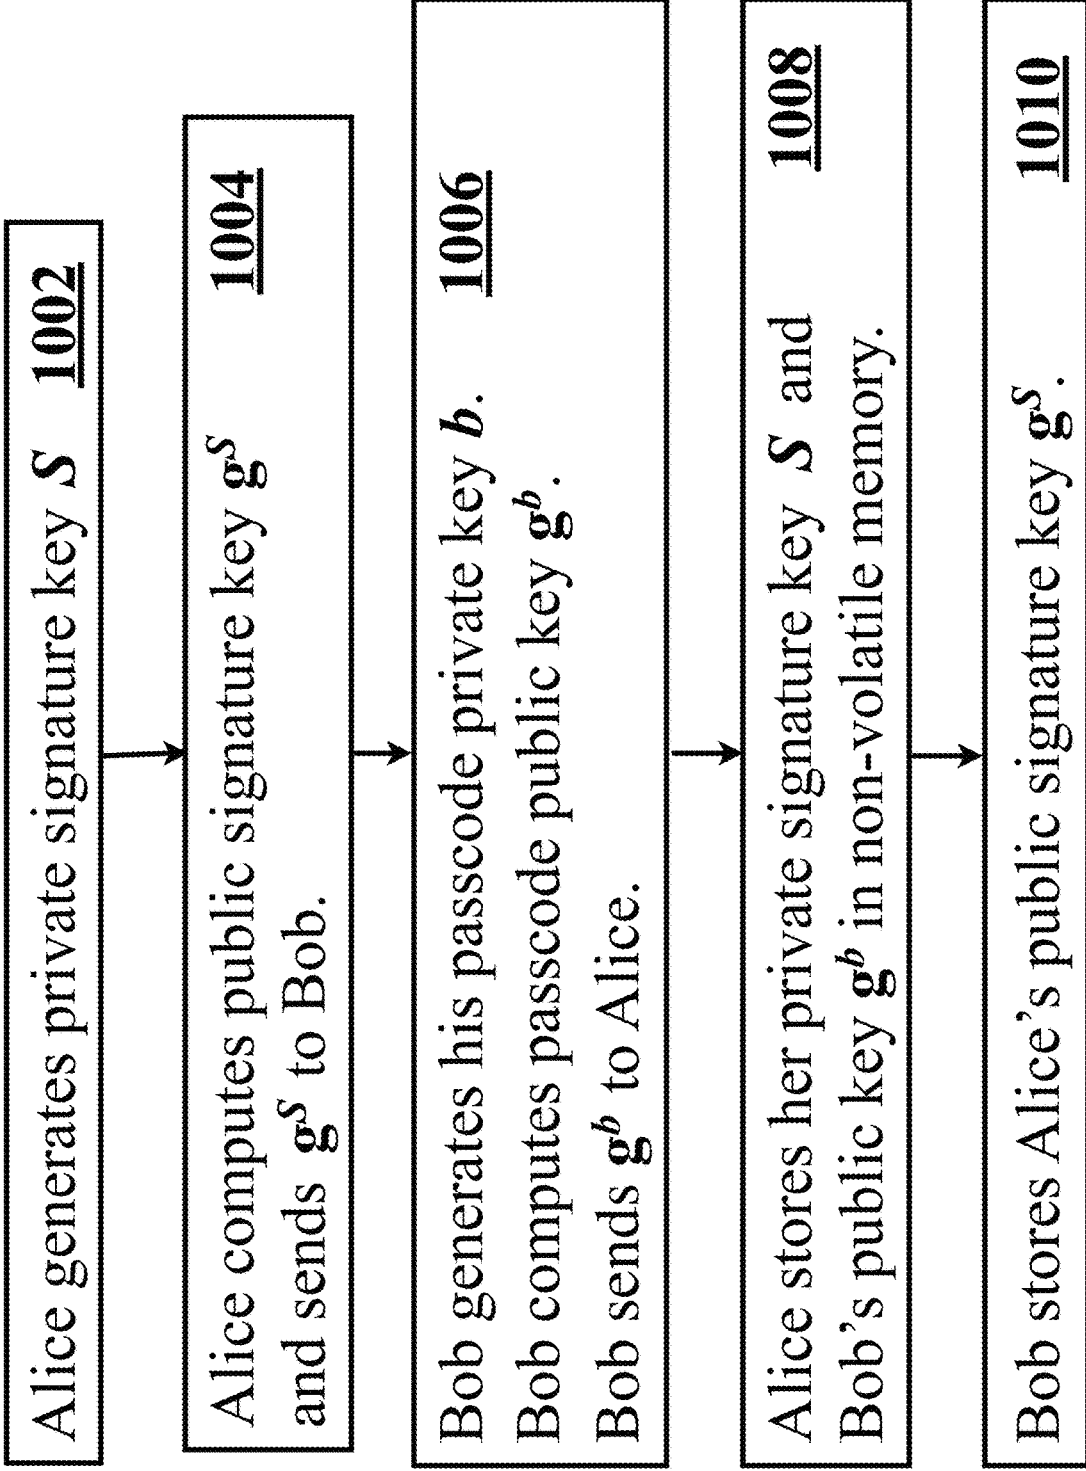 Alice generates private signature key S 1002
Alice computes public signature key g^S 1004
and sends g^S to Bob.
Bob generates his passcode private key b. 1006
Bob computes passcode public key g^b.
Bob sends g^b to Alice.
Alice stores her private signature key S and 1008
Bob's public key g^b in non-volatile memory.
Bob stores Alice's public signature key g^S. 1010